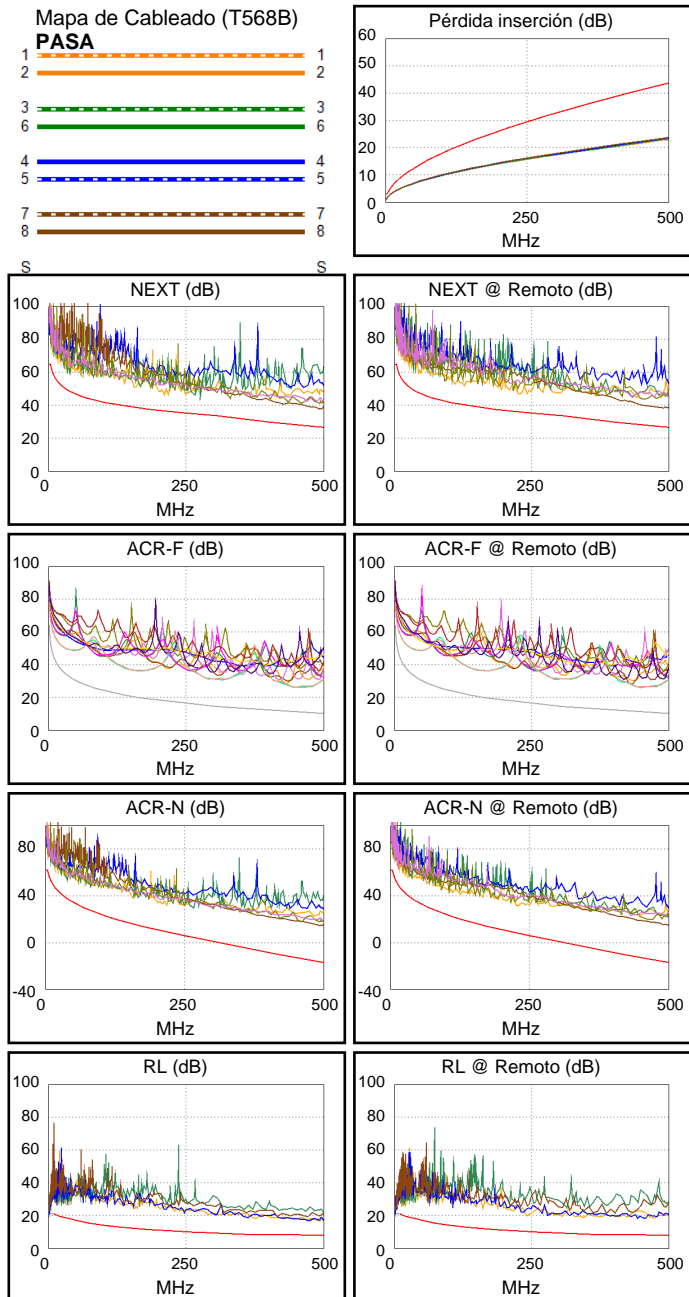 Mapa de Cableado (T568B)
PASA
1 1
2 2
3 3
6 6
4 4
5 5
7 7
8 8
S S
Pérdida inserción (dB)
60
50
40
30
20
10
0
0 250 500
MHz
NEXT (dB)
100
80
60
40
20
0
0 250 500
MHz
NEXT @ Remoto (dB)
100
80
60
40
20
0
0 250 500
MHz
ACR-F (dB)
100
80
60
40
20
0
0 250 500
MHz
ACR-F @ Remoto (dB)
100
80
60
40
20
0
0 250 500
MHz
ACR-N (dB)
80
40
0
-40
0 250 500
MHz
ACR-N @ Remoto (dB)
80
40
0
-40
0 250 500
MHz
RL (dB)
100
80
60
40
20
0
0 250 500
MHz
RL @ Remoto (dB)
100
80
60
40
20
0
0 250 500
MHz